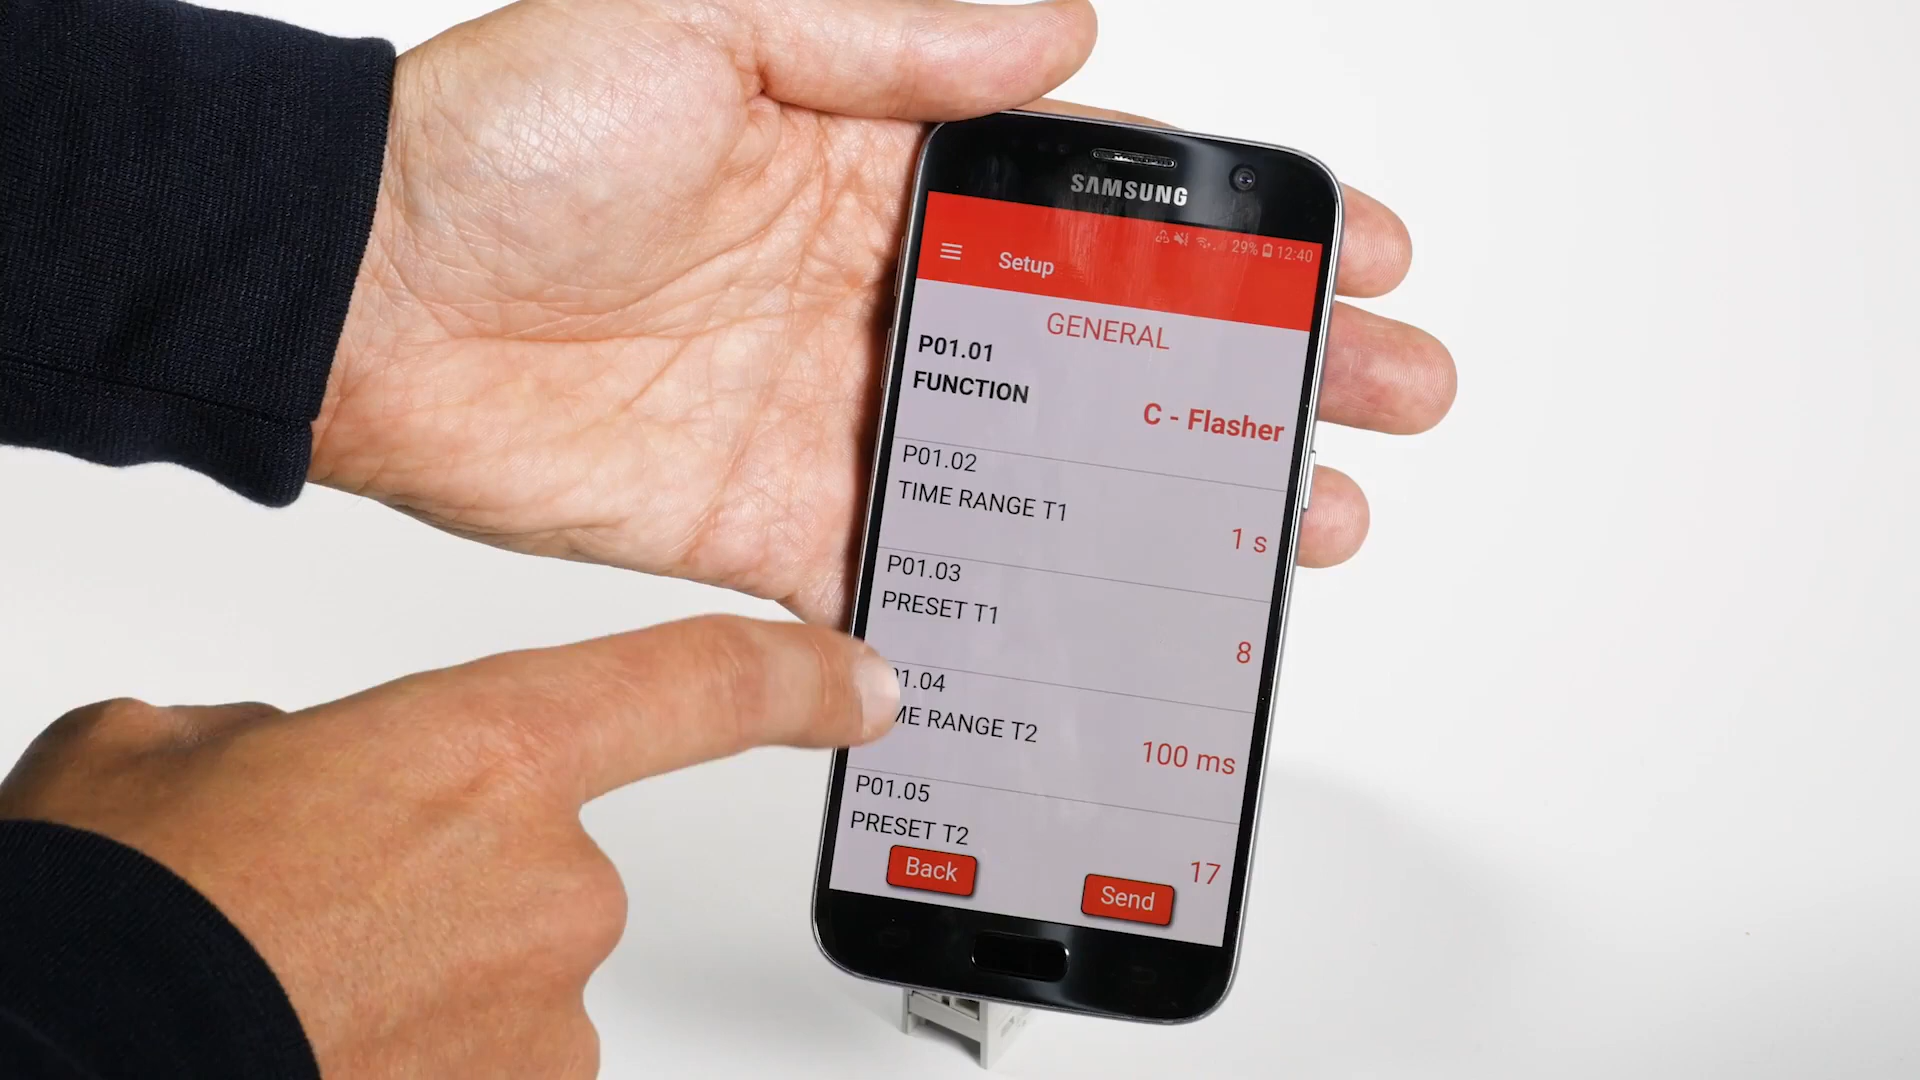 SAMSUNG
29% 12:40
Setup
GENERAL
P01.01
FUNCTION
C - Flasher
P01.02
TIME RANGE T1
1 s
P01.03
PRESET T1
8
1.04
ME RANGE T2
100 ms
P01.05
PRESET T2
17
Back
Send